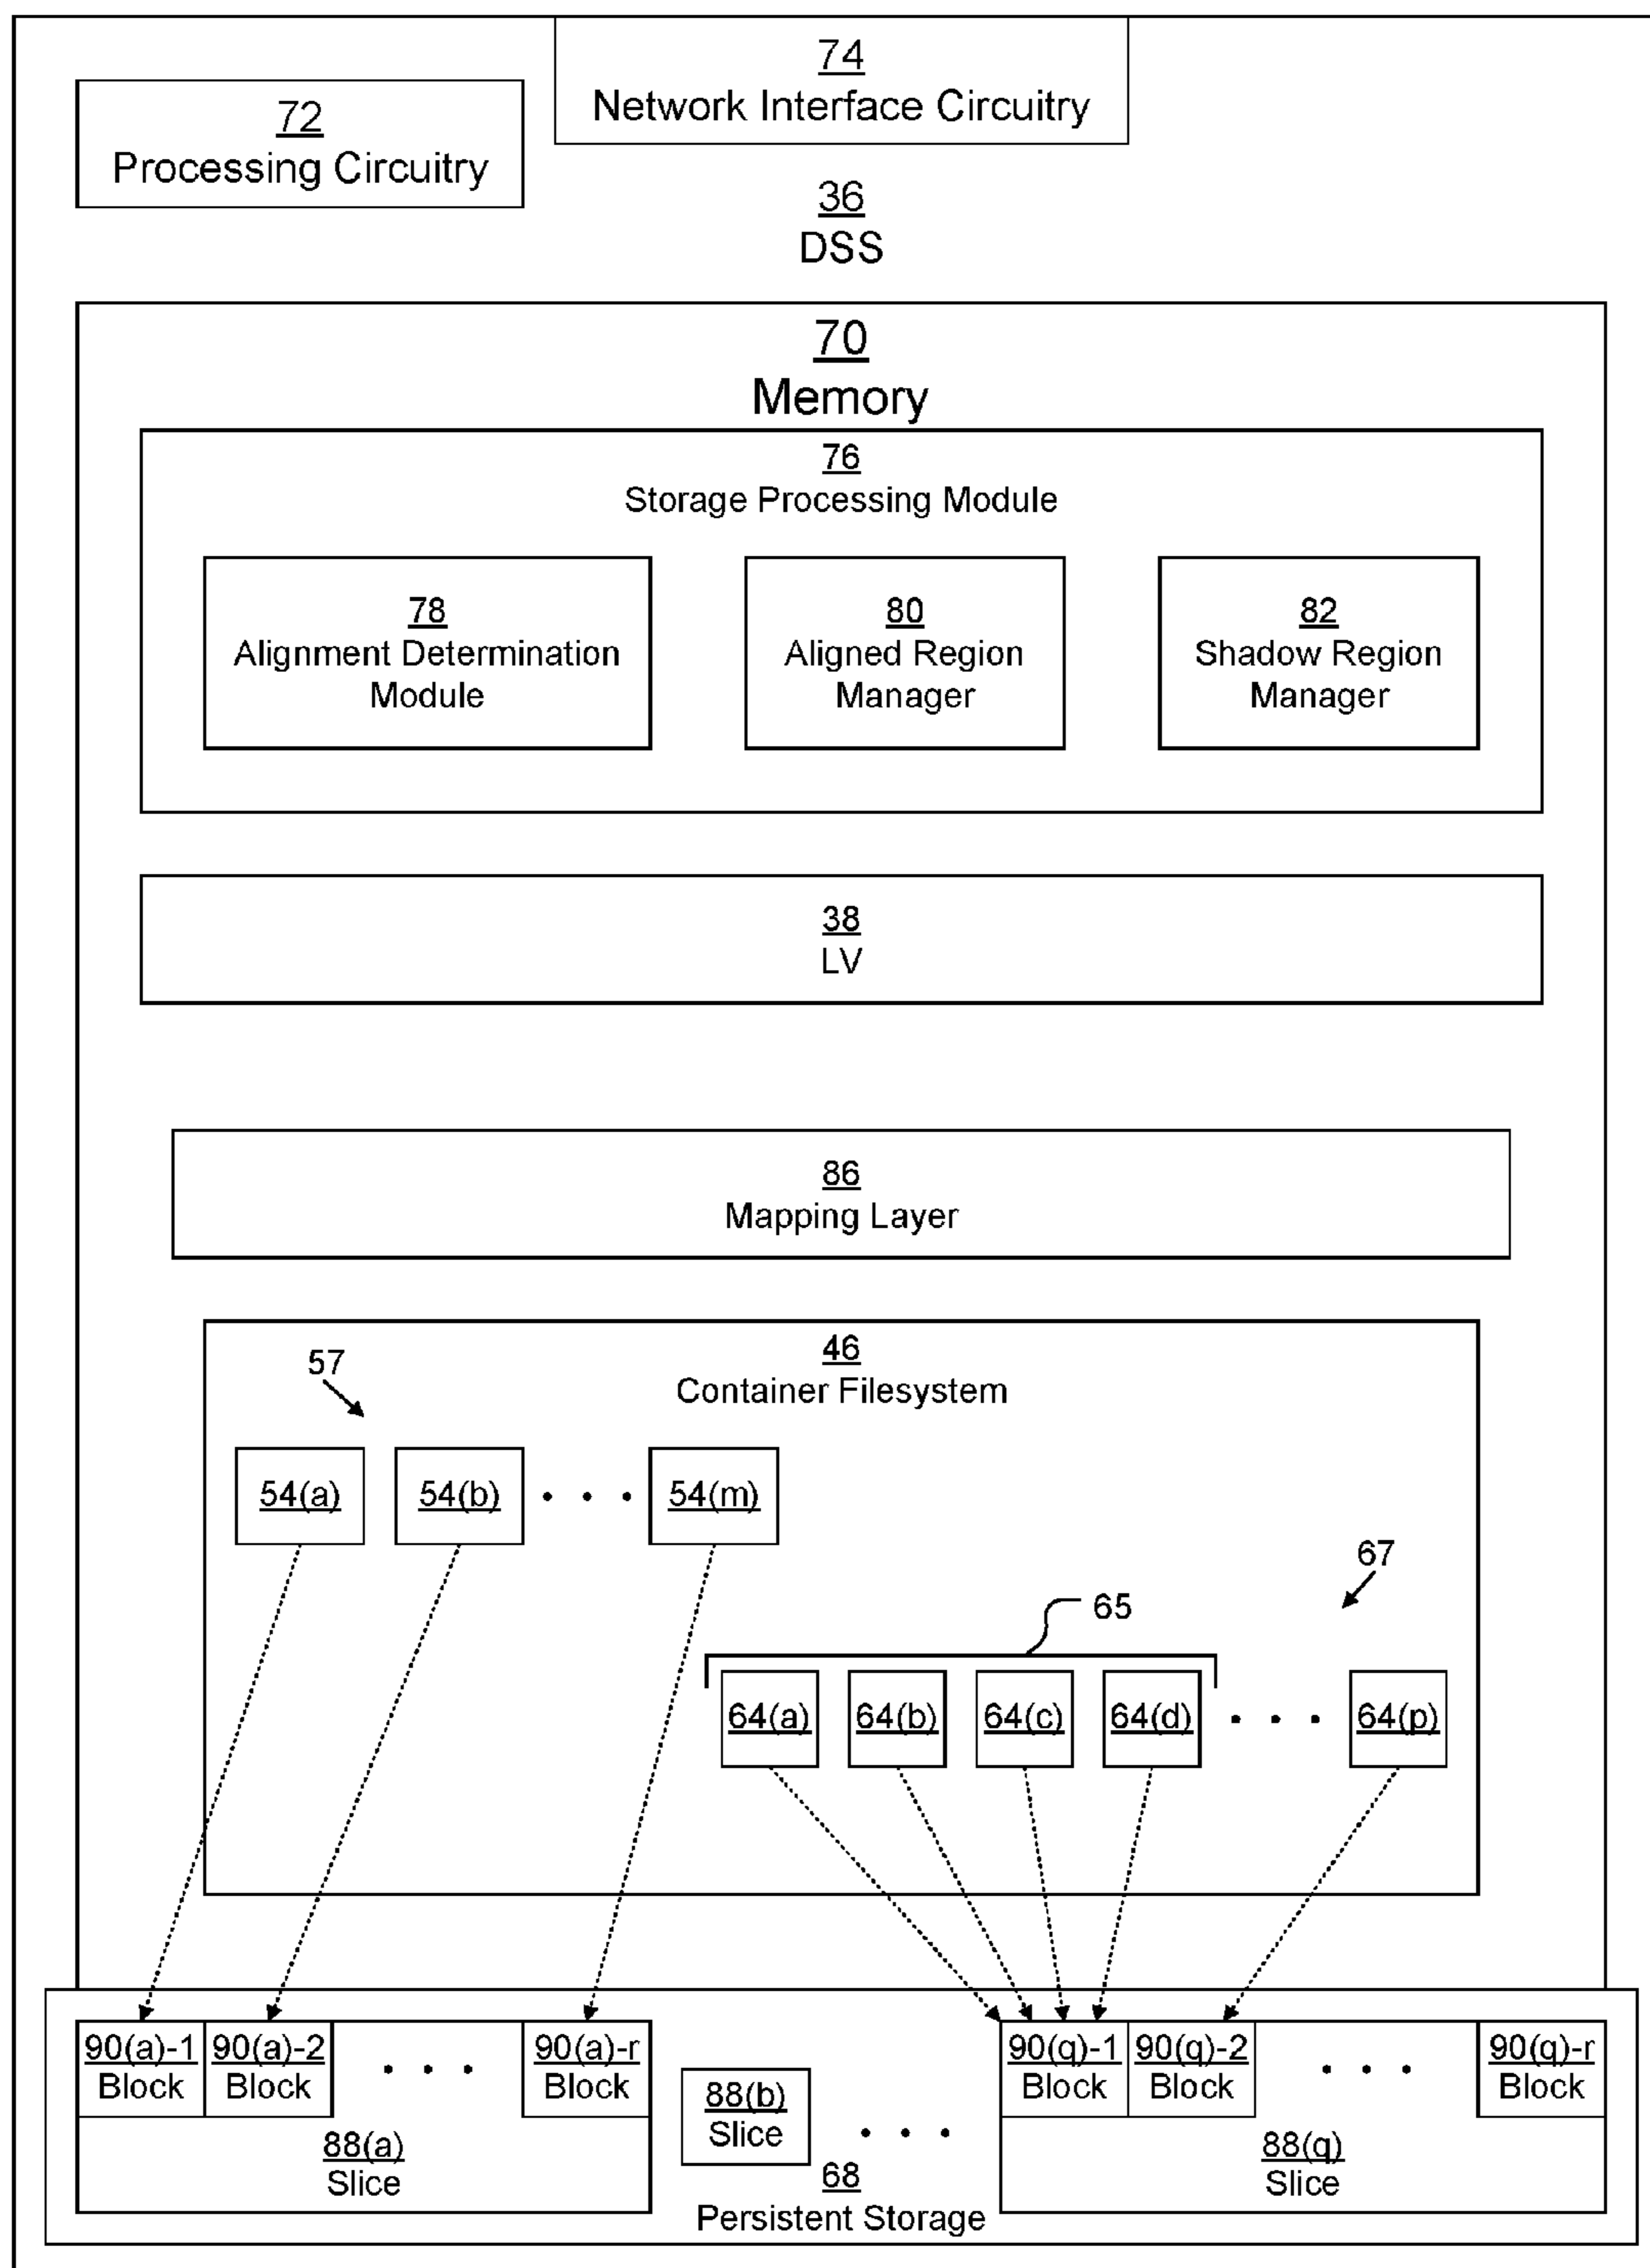 74
Network Interface Circuitry
72
Processing Circuitry
36
DSS
70
Memory
76
Storage Processing Module
78
Alignment Determination
Module
80
Aligned Region
Manager
82
Shadow Region
Manager
38
LV
86
Mapping Layer
46
Container Filesystem
57
54(a)
54(b)
• • •
54(m)
67
65
64(a)
64(b)
64(c)
64(d)
• • •
64(p)
90(a)-1
Block
90(a)-2
Block
• • •
90(a)-r
Block
88(a)
Slice
88(b)
Slice
• • •
68
Persistent Storage
90(q)-1
Block
90(q)-2
Block
• • •
90(q)-r
Block
88(q)
Slice